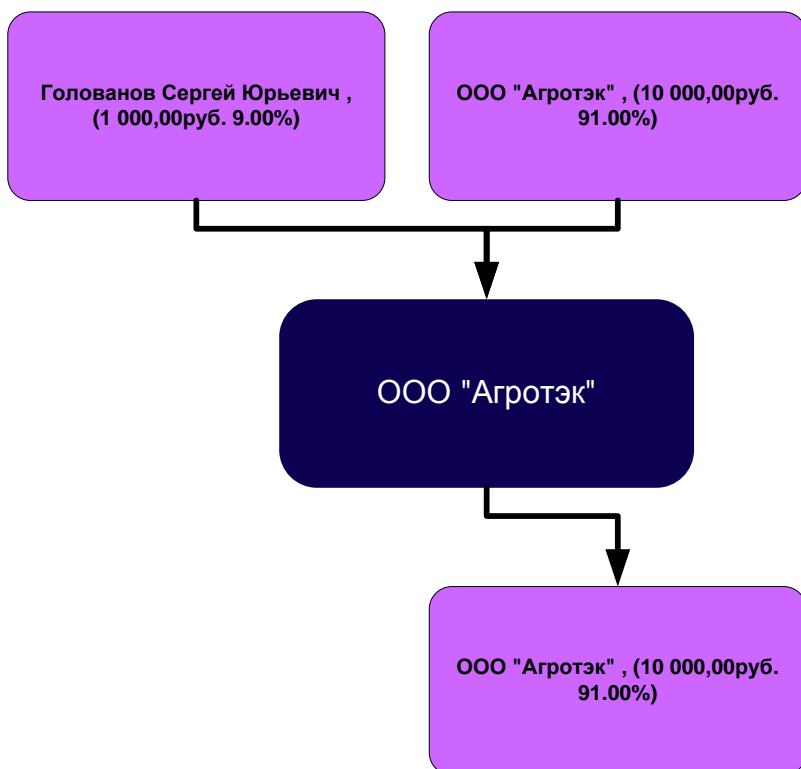 Голованов Сергей Юрьевич ,
(1 000,00руб. 9.00%)
ООО "Агротэк" , (10 000,00руб.
91.00%)
ООО "Агротэк"
ООО "Агротэк" , (10 000,00руб.
91.00%)